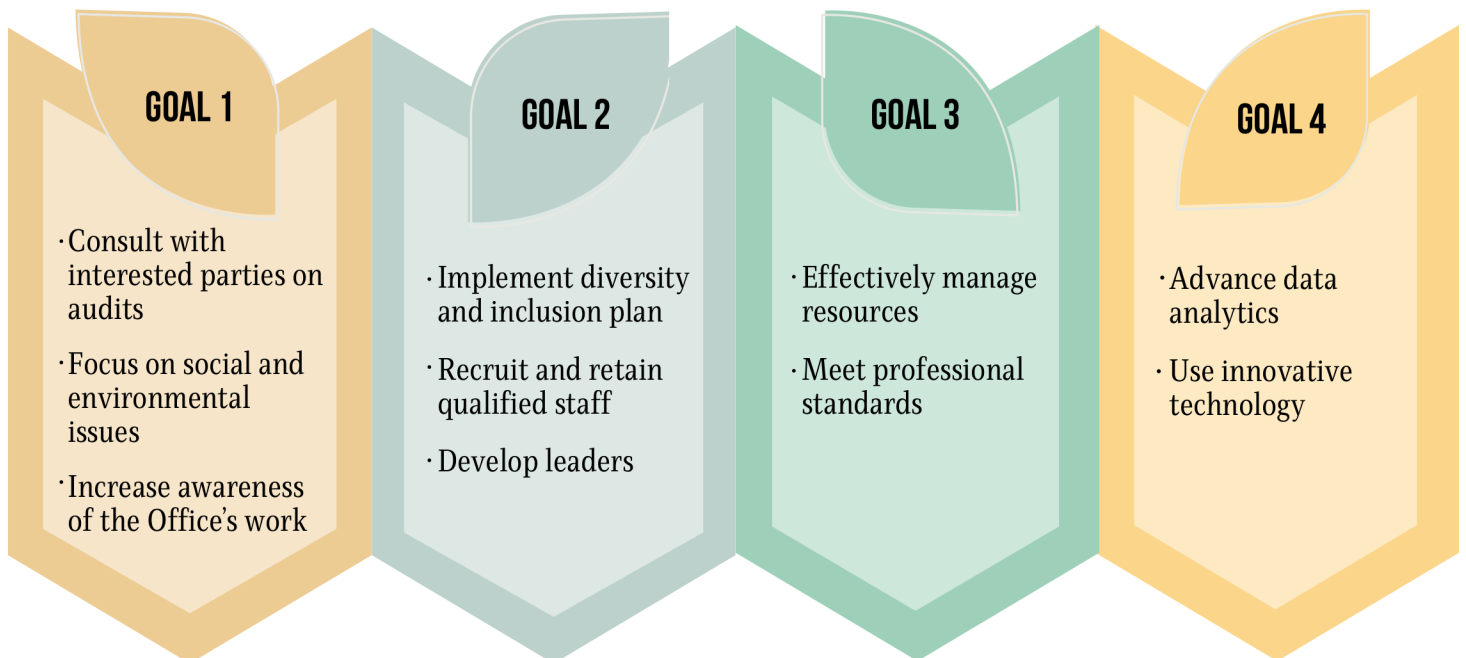 GOAL 1
· Consult with
interested parties on
audits
· Focus on social and
environmental
issues
· Increase awareness
of the Office’s work
GOAL 2
· Implement diversity
and inclusion plan
· Recruit and retain
qualified staff
· Develop leaders
GOAL 3
· Effectively manage
resources
· Meet professional
standards
GOAL 4
· Advance data
analytics
· Use innovative
technology